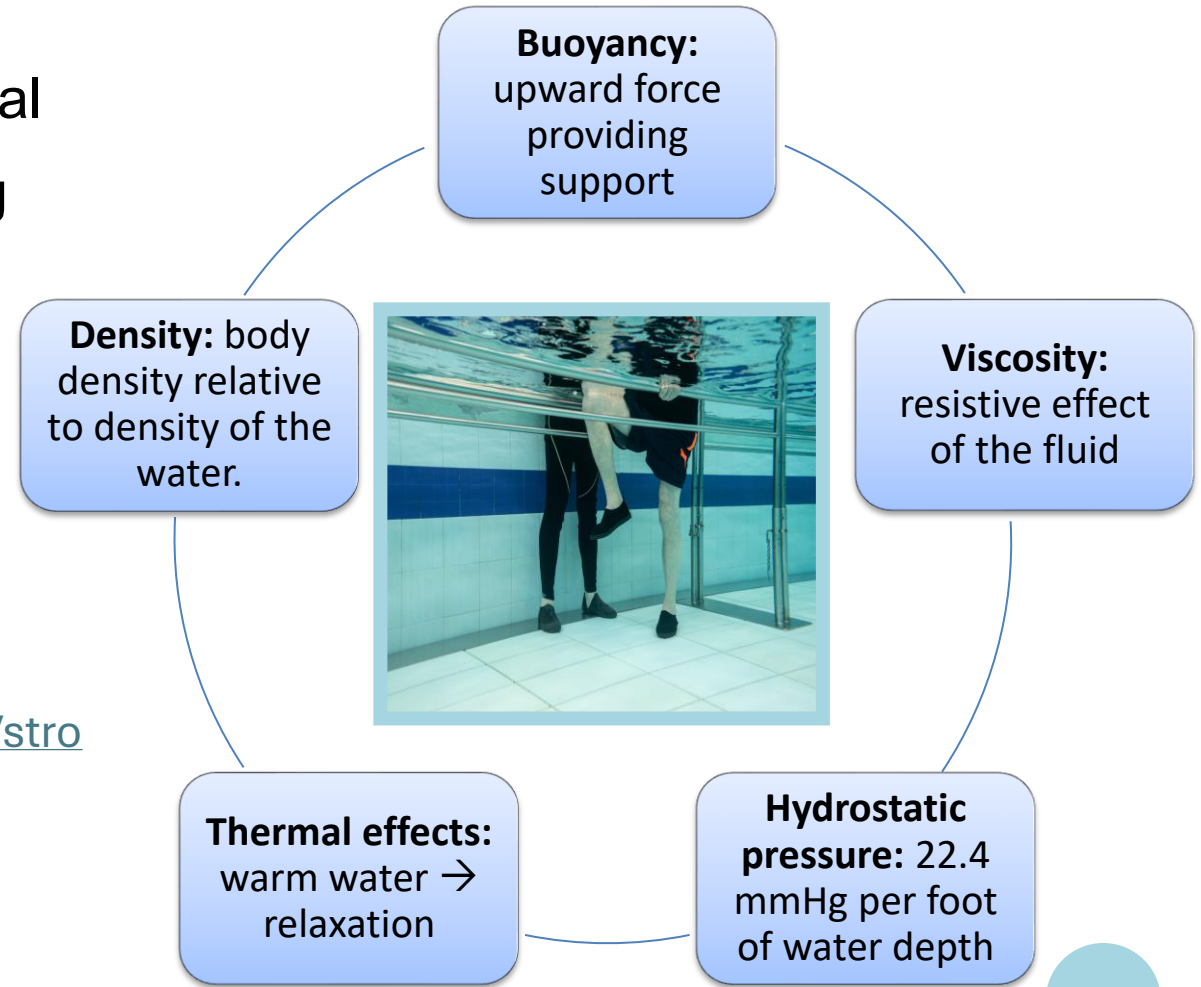 al
g
/stro
Buoyancy:
upward force
providing
support
Viscosity:
resistive effect
of the fluid
Hydrostatic
pressure: 22.4
mmHg per foot
of water depth
Thermal effects:
warm water →
relaxation
Density: body
density relative
to density of the
water.